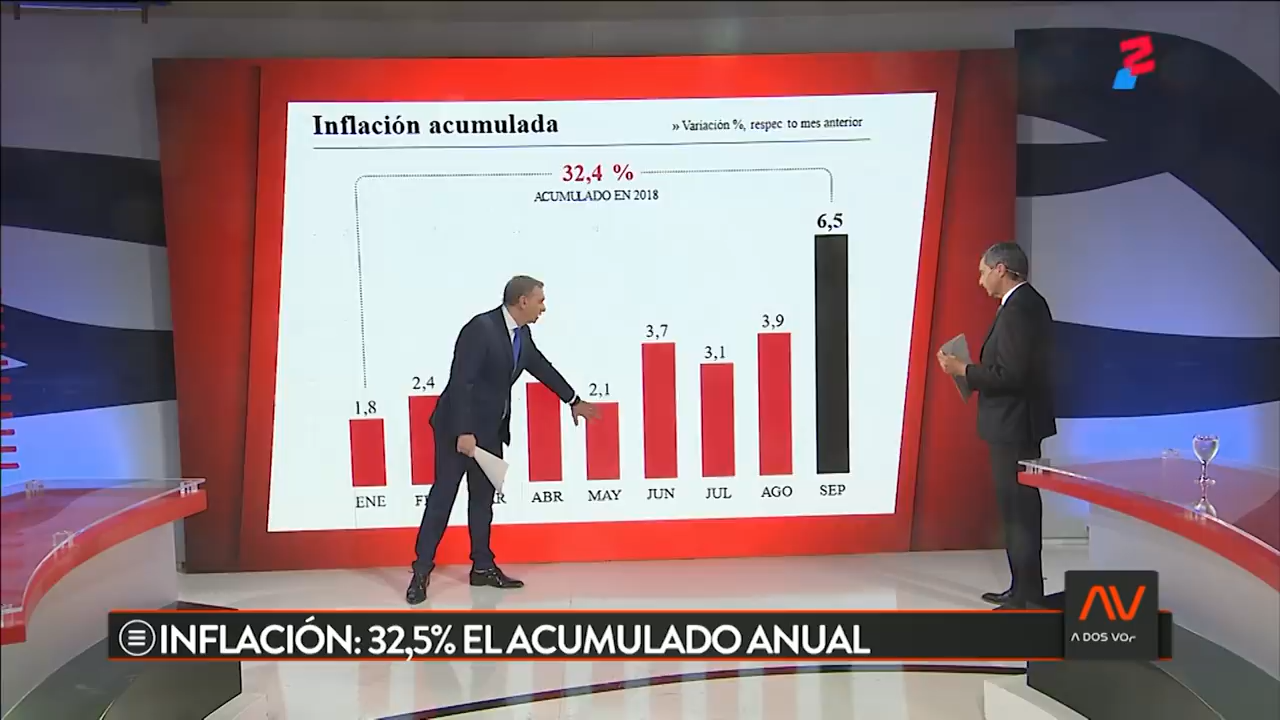 Inflación acumulada
» Variación %, respec to mes anterior
32,4 %
ACUMULADO EN 2018
6,5
3,9
3,7
3,1
2,4
2,1
1,8
ENE
ABR
MAY
JUN
JUL
AGO
SEP
INFLACIÓN: 32,5% EL ACUMULADO ANUAL
AV
A DOS VO